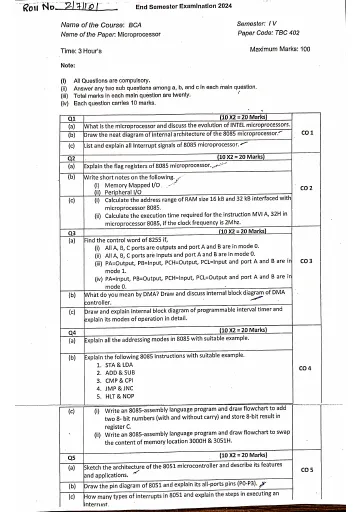 Roll No. 2171101
End Semester Examination 2024
Name of the Course: BCA
Semester: IV
Name of the Paper: Microprocessor
Paper Code: TBC 402
Time: 3 Hour's
Maximum Marks: 100
Note:
(i) All Questions are compulsory.
(ii) Answer any two sub questions among a, b, and c in each main question.
(iii) Total marks in each main question are twenty.
(iv) Each question carries 10 marks.
Q1 (10 X2 = 20 Marks)
(a) What is the microprocessor and discuss the evolution of INTEL microprocessors.
(b) Draw the neat diagram of internal architecture of the 8085 microprocessor.
CO 1
(c) List and explain all Interrupt signals of 8085 microprocessor.
Q2 (10 X2 = 20 Marks)
(a) Explain the flag registers of 8085 microprocessor.
(b) Write short notes on the following.
(i) Memory Mapped I/O
(ii) Peripheral I/O
CO 2
(c) (i) Calculate the address range of RAM size 16 kB and 32 kB interfaced with
microprocessor 8085.
(ii) Calculate the execution time required for the instruction MVI A, 32H in
microprocessor 8085, if the clock frequency is 2Mhz.
Q3 (10 X2 = 20 Marks)
(a) Find the control word of 8255 if,
(i) All A, B, C ports are outputs and port A and B are in mode 0.
(ii) All A, B, C ports are inputs and port A and B are in mode 0.
(iii) PA=Output, PB=Input, PCH=Output, PCL=Input and port A and B are in
mode 1.
CO 3
(iv) PA=Input, PB=Output, PCH=Input, PCL=Output and port A and B are in
mode 0.
(b) What do you mean by DMA? Draw and discuss internal block diagram of DMA
controller.
(c) Draw and explain internal block diagram of programmable interval timer and
explain its modes of operation in detail.
Q4 (10 X2 = 20 Marks)
(a) Explain all the addressing modes in 8085 with suitable example.
(b) Explain the following 8085 instructions with suitable example.
1. STA & LDA
2. ADD & SUB
CO 4
3. CMP & CPI
4. JMP & JNC
5. HLT & NOP
(c) (i) Write an 8085-assembly language program and draw flowchart to add
two 8- bit numbers (with and without carry) and store 8-bit result in
register C.
(ii) Write an 8085-assembly language program and draw flowchart to swap
the content of memory location 3000H & 3051H.
Q5 (10 X2 = 20 Marks)
(a) Sketch the architecture of the 8051 microcontroller and describe its features
and applications.
CO 5
(b) Draw the pin diagram of 8051 and explain its all-ports pins (P0-P3).
(c) How many types of interrupts in 8051 and explain the steps in executing an
interrupt